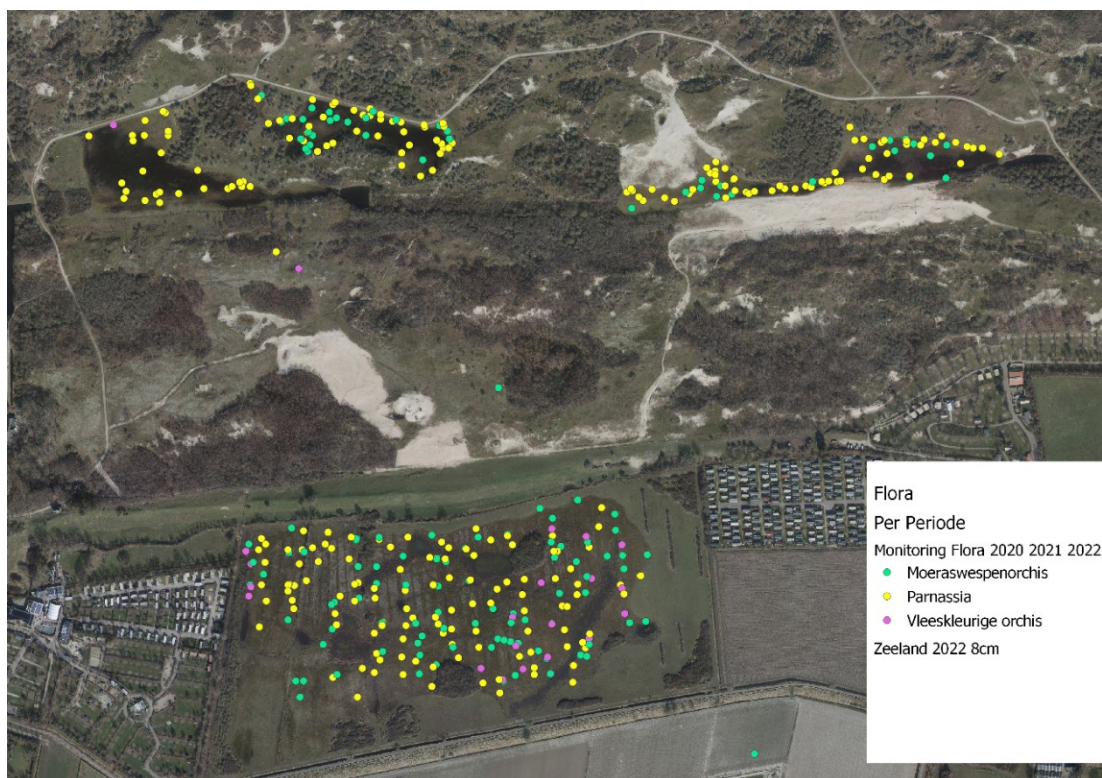 Flora
Per Periode
Monitoring Flora 2020 2021 2022
Moeraswespenorchis
Parnassia
Vleeskleurige orchis
Zeeland 2022 8cm